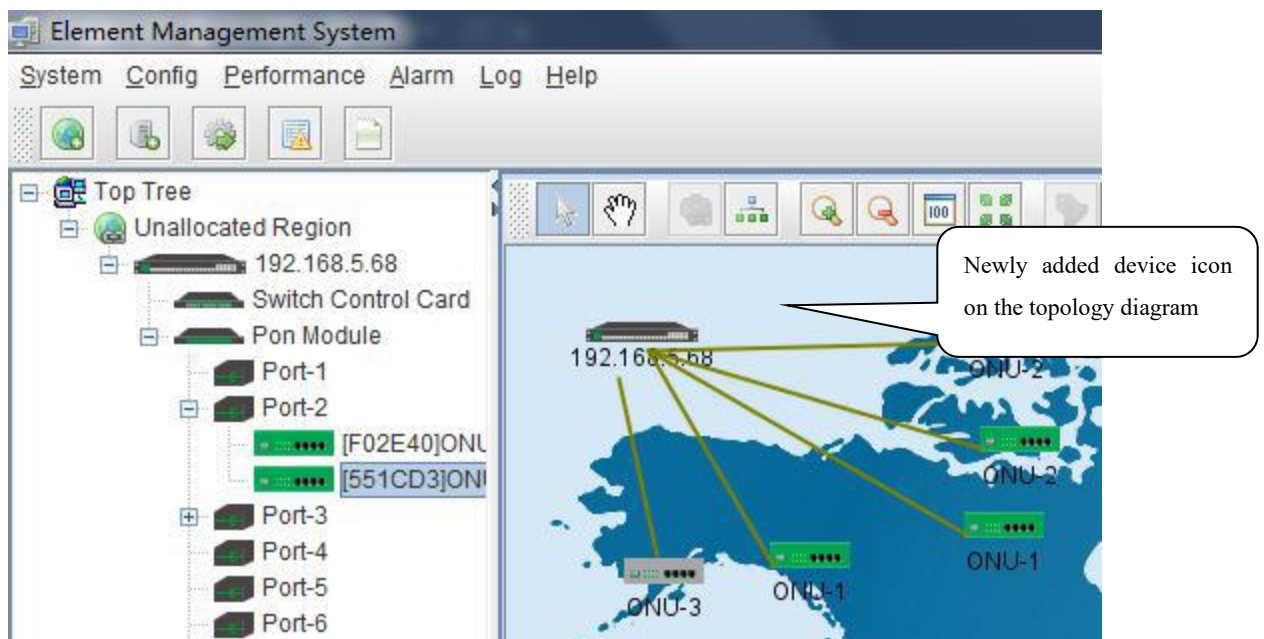 Element Management System
System Config Performance Alarm Log Help
Top Tree
Unallocated Region
192.168.5.68
Switch Control Card
Pon Module
Port-1
Port-2
[F02E40]ONU
[551CD3]ONU
Port-3
Port-4
Port-5
Port-6
100
Newly added device icon
on the topology diagram
192.168.5.68
ONU-2
ONU-2
ONU-1
ONU-1
ONU-3